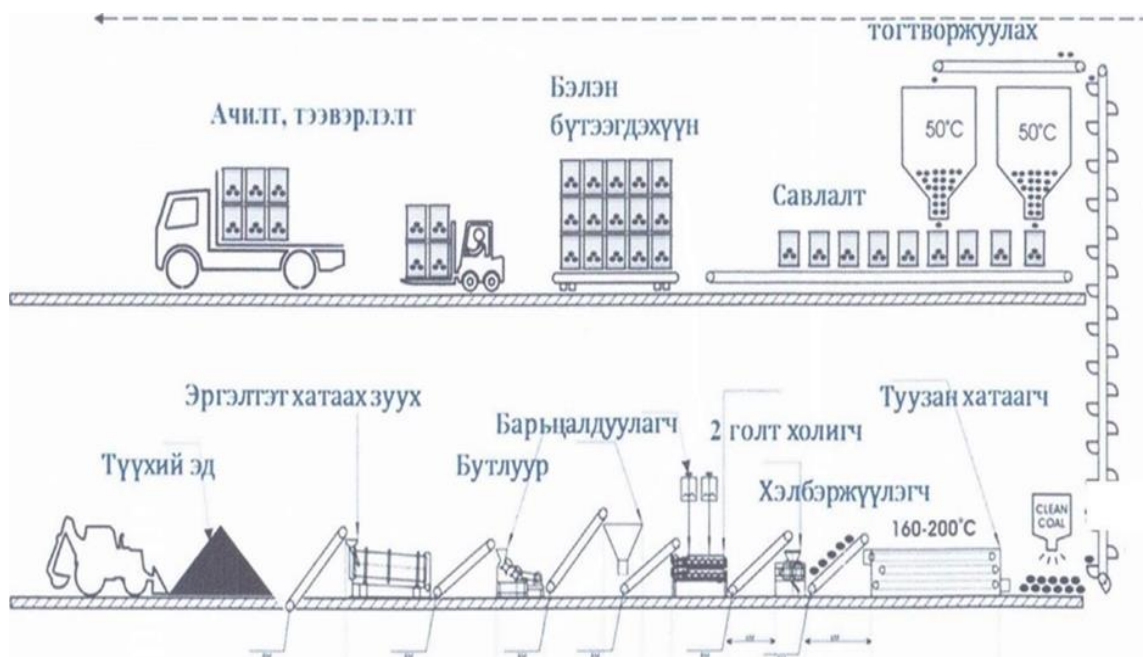 тогтворжуулах
Ачилт, тээвэрлэлт
Бэлэн
бүтээгдэхүүн
50°C
50°C
Савлалт
Эргэлтэт хатаах зуух
Барьцалдуулагч
2 голт холигч
Туузан хатаагч
Түүхий эд
Бутлуур
Хэлбэржүүлэгч
160-200°C
CLEAN
COAL